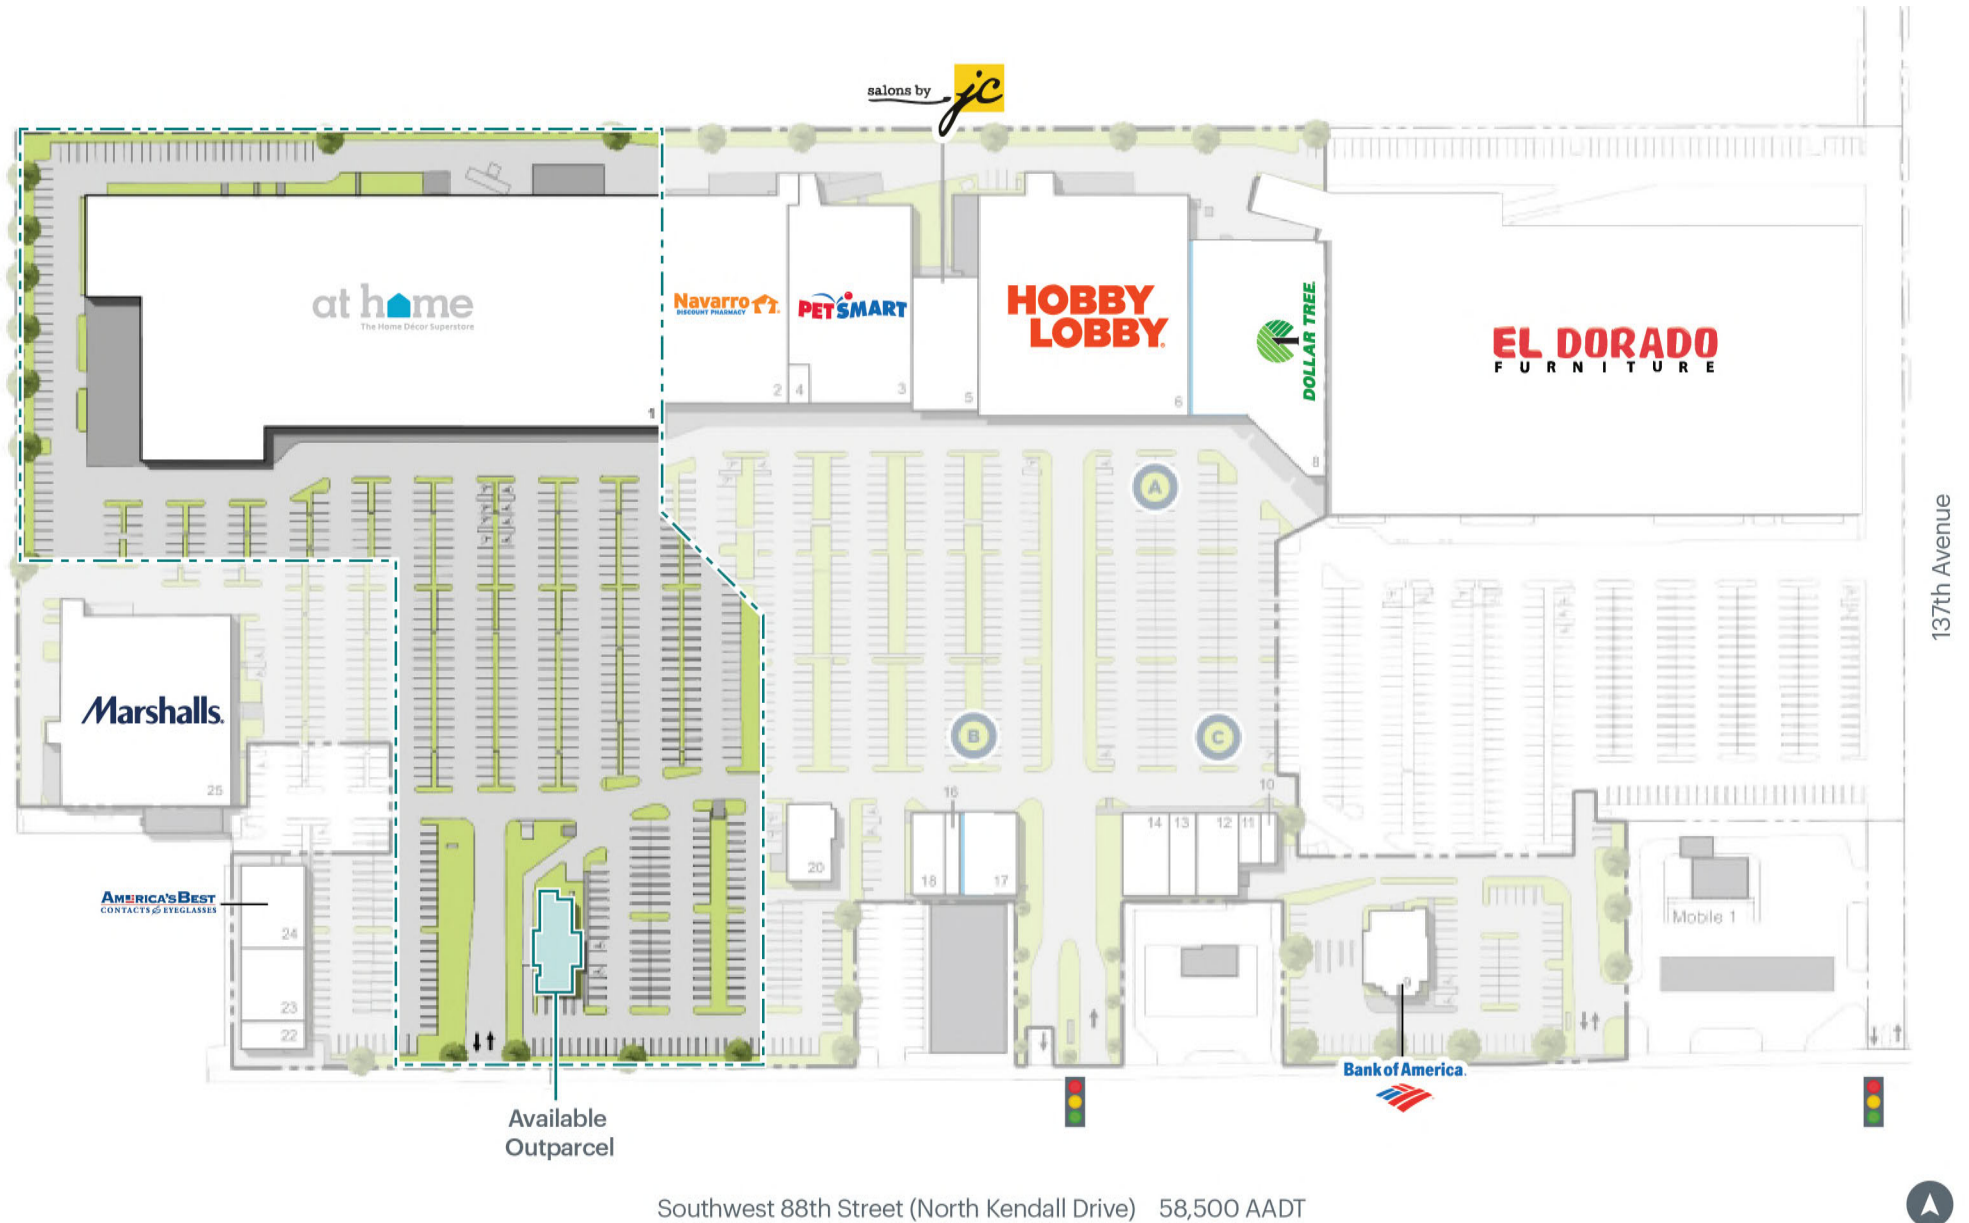 salons by jc
at home
The Home Décor Superstore
Navarro
DISCOUNT PHARMACY
PETSMART
HOBBY
LOBBY
DOLLAR TREE
EL DORADO
FURNITURE
1
2
4
3
5
6
8
A
137th Avenue
Marshalls
25
B
C
16
10
14
13
12
11
20
18
17
AMERICA'S BEST
CONTACTS & EYEGLASSES
24
23
22
9
Mobile 1
Bank of America
Available
Outparcel
Southwest 88th Street (North Kendall Drive) 58,500 AADT